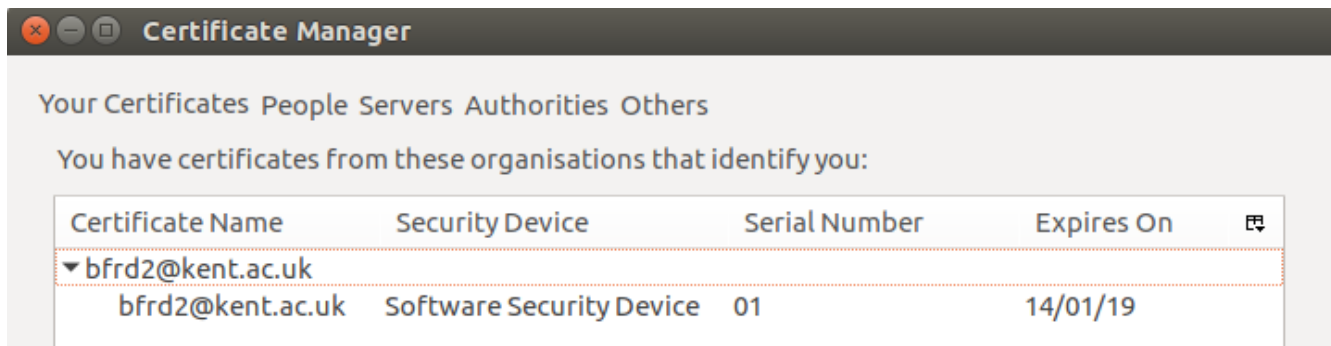 Certificate Manager
Your Certificates People Servers Authorities Others
You have certificates from these organisations that identify you:
Certificate Name Security Device Serial Number Expires On
bfrd2@kent.ac.uk
bfrd2@kent.ac.uk Software Security Device 01 14/01/19